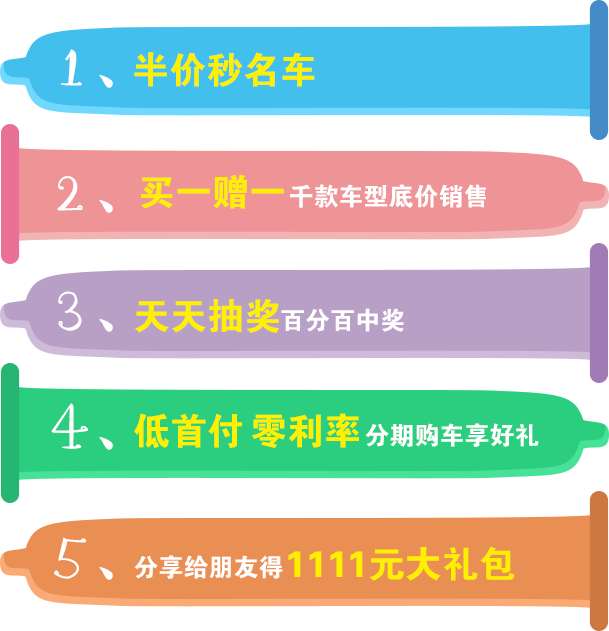 1、半价秒名车
2、买一赠一 千款车型底价销售
3、天天抽奖百分百中奖
4、低首付 零利率 分期购车享好礼
5、分享给朋友得1111元大礼包